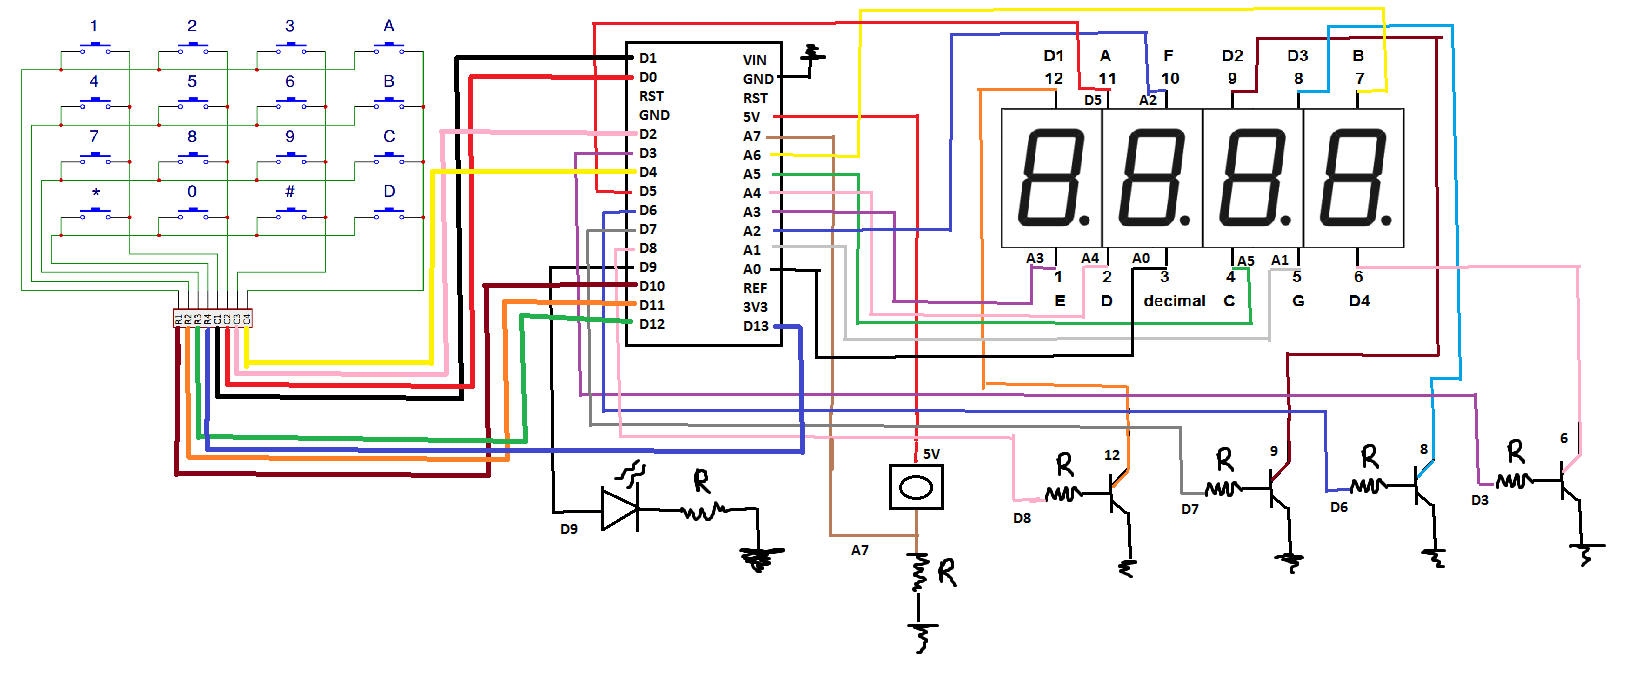 1 2 3 A
4 5 6 B
7 8 9 C
* 0 # D
R1 R2 R3 R4 C1 C2 C3 C4
D1
D0
RST
GND
D2
D3
D4
D5
D6
D7
D8
D9
D10
D11
D12
VIN
GND
RST
5V
A7
A6
A5
A4
A3
A2
A1
A0
REF
3V3
D13
D1 A F D2 D3 B
12 11 10 9 8 7
D5 A2
A3 A4 A0 A5 A1
1 2 3 4 5 6
E D decimal C G D4
D9
R
5V
A7
R
D8
R
12
D7
R
9
D6
R
8
D3
R
6